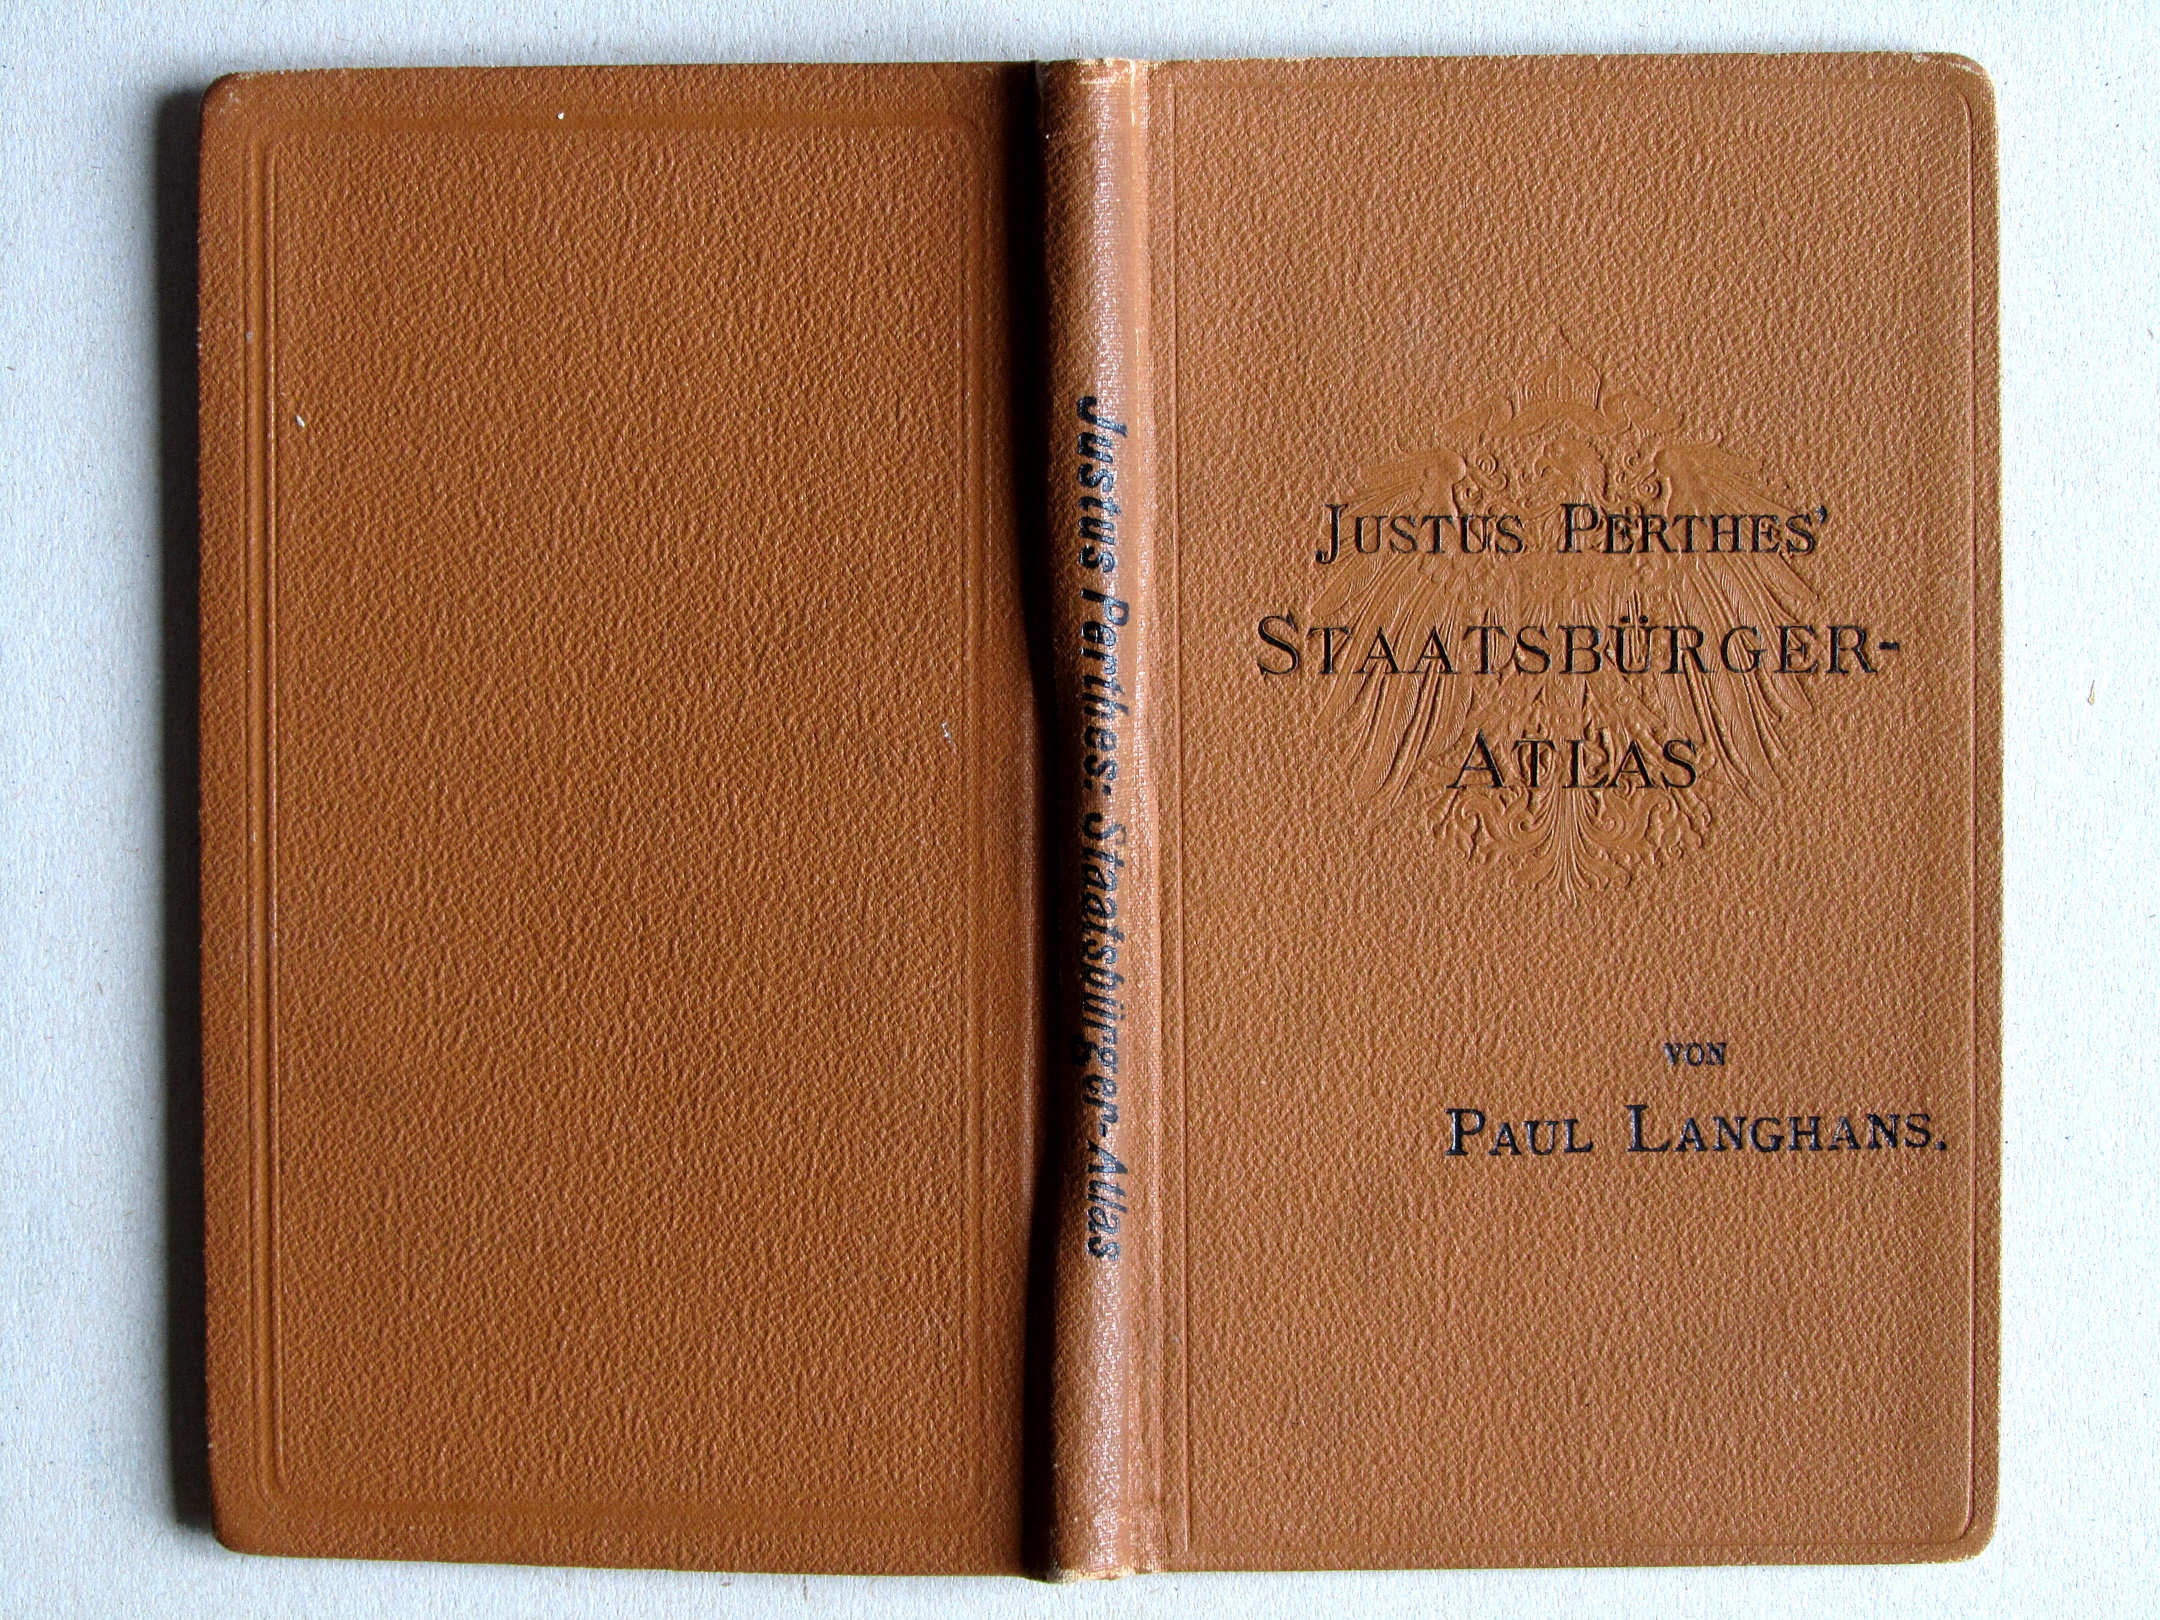 Justus Perthes: Staatsbürger-Atlas
JUSTUS PERTHES'
STAATSBÜRGER-
ATLAS
VON
PAUL LANGHANS.